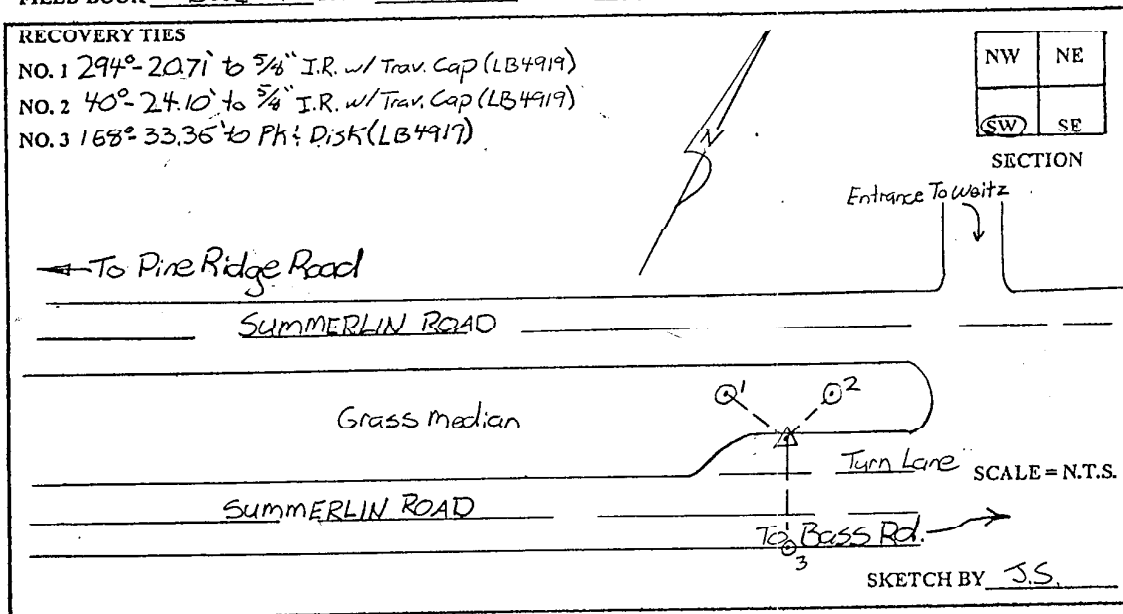 RECOVERY TIES
NO. 1 294°-20.71' to 5/8" I.R. w/ Trav. Cap (LB4919)
NO. 2 40°-24.10' to 5/8" I.R. w/ Trav. Cap (LB4919)
NO. 3 158°-33.36' to Pk & Disk (LB4919)
NW NE
SW SE
SECTION
N
Entrance To Waitz
To Pine Ridge Road
SUMMERLIN ROAD
1 2
Grass median
Turn Lane
SCALE = N.T.S.
SUMMERLIN ROAD
To Bass Rd.
3
SKETCH BY J.S.